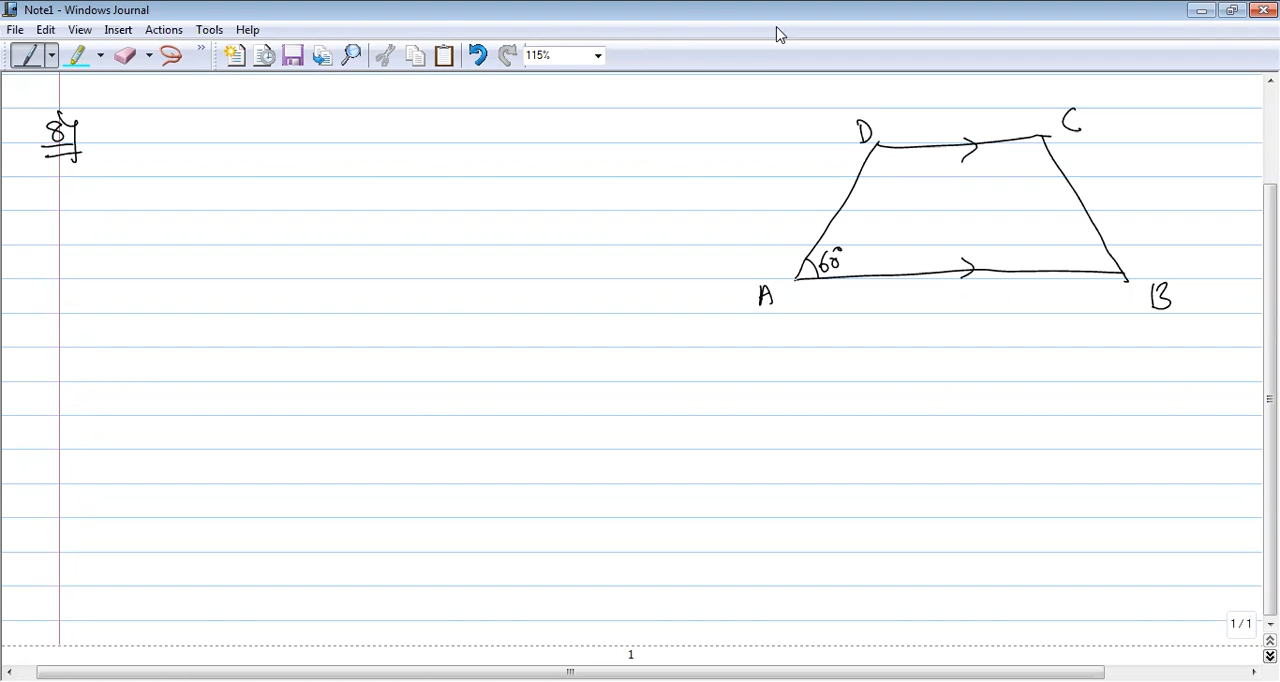 Note1 - Windows Journal
File Edit View Insert Actions Tools Help
115%
8)
D C
60°
A B
1 / 1
1